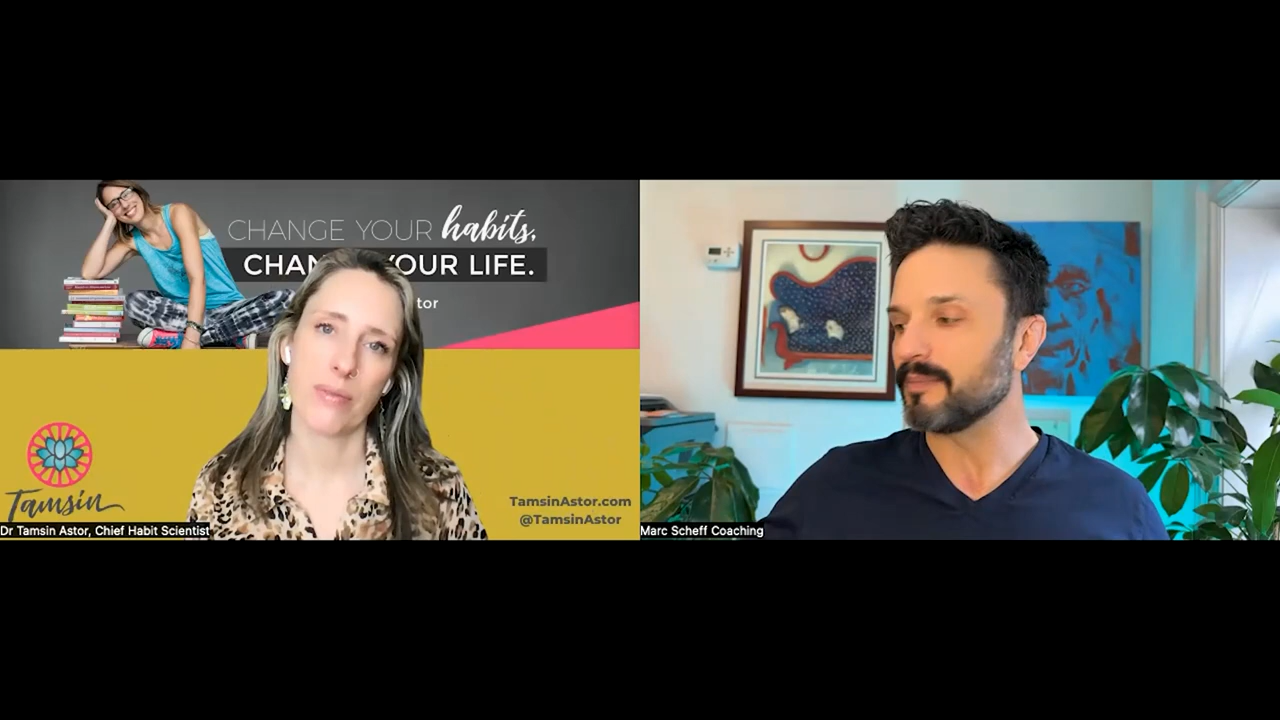 CHANGE YOUR habits,
CHAN YOUR LIFE.
tor
Tamsin
TamsinAstor.com
@TamsinAstor
Dr Tamsin Astor, Chief Habit Scientist
Marc Scheff Coaching